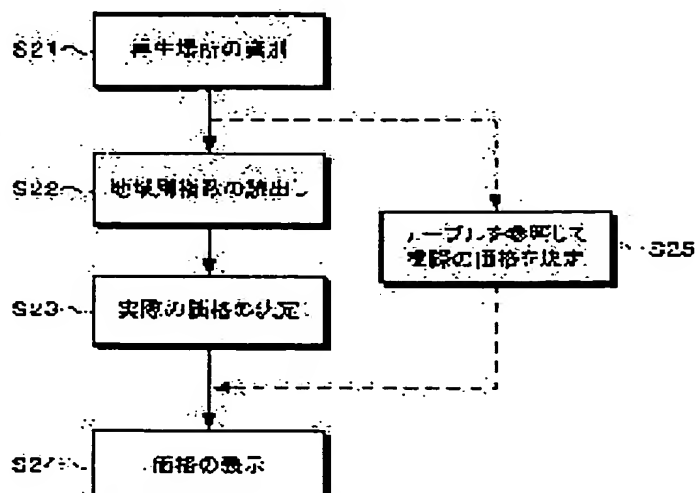 S21
再生場所の識別
S22
地域別指数の読出し
テーブルを参照して
実際の価格を決定
S25
S23
実際の価格の決定
S24
価格の表示